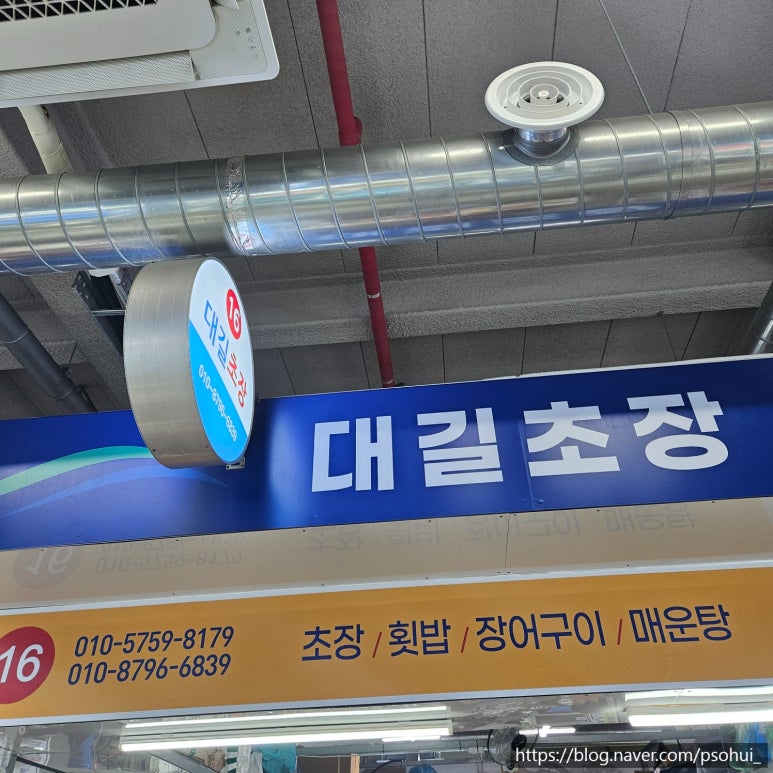 16
대길초장
010-8796-6839
대길초장
16
010-5759-8179
010-8796-6839
초장 / 횟밥 / 장어구이 / 매운탕
https://blog.naver.com/psohui_